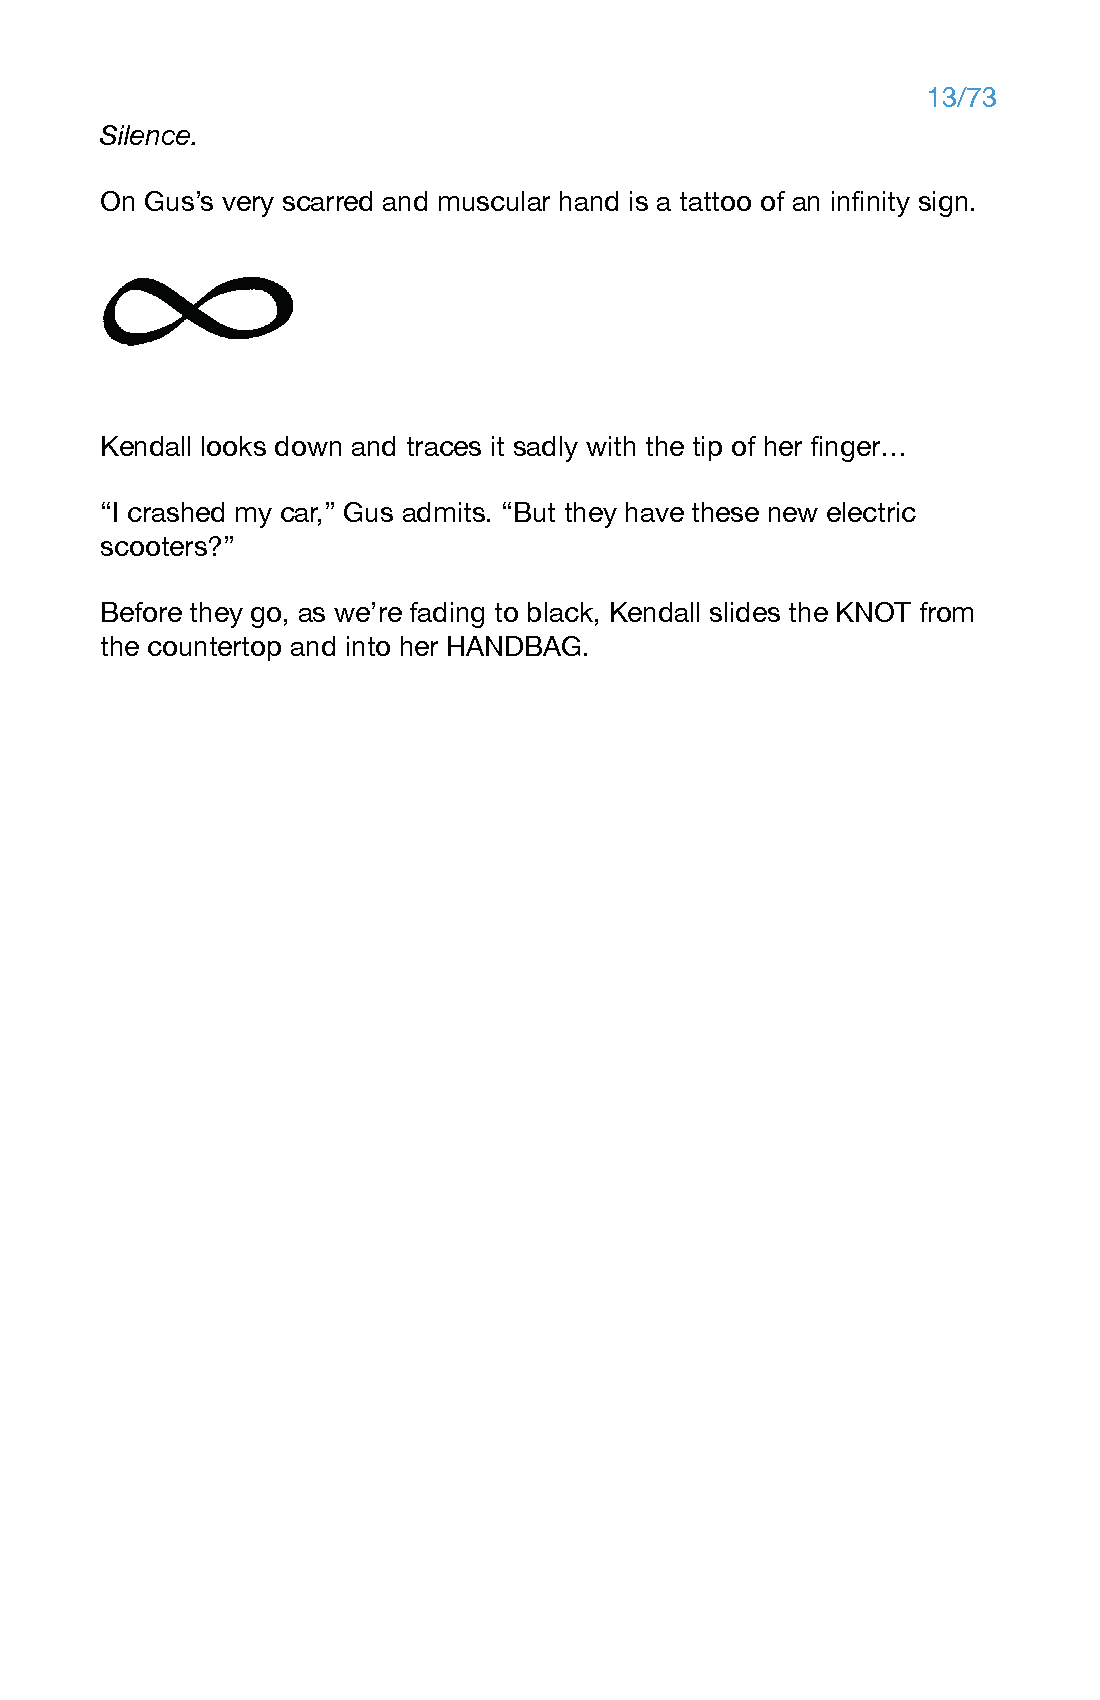 13/73
Silence.
On Gus’s very scarred and muscular hand is a tattoo of an infinity sign.
Kendall looks down and traces it sadly with the tip of her finger…
“I crashed my car,” Gus admits. “But they have these new electric
scooters?”
Before they go, as we’re fading to black, Kendall slides the KNOT from
the countertop and into her HANDBAG.